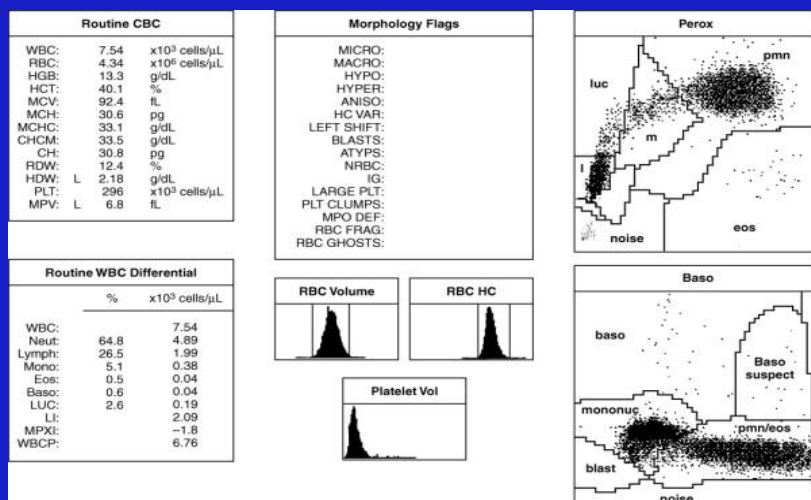 Routine CBC
WBC: 7.54 x10³ cells/µL
RBC: 4.34 x10⁶ cells/µL
HGB: 13.3 g/dL
HCT: 40.1 %
MCV: 92.4 fL
MCH: 30.6 pg
MCHC: 33.1 g/dL
CHCM: 33.5 g/dL
CH: 30.8 pg
RDW: 12.4 %
HDW: L 2.18 g/dL
PLT: 296 x10³ cells/µL
MPV: L 6.8 fL
Routine WBC Differential
% x10³ cells/µL
WBC: 7.54
Neut: 64.8 4.89
Lymph: 26.5 1.99
Mono: 5.1 0.38
Eos: 0.5 0.04
Baso: 0.6 0.04
LUC: 2.6 0.19
LI: 2.09
MPXI: –1.8
WBCP: 6.76
Morphology Flags
MICRO:
MACRO:
HYPO:
HYPER:
ANISO:
HC VAR:
LEFT SHIFT:
BLASTS:
ATYPS:
NRBC:
IG:
LARGE PLT:
PLT CLUMPS:
MPO DEF:
RBC FRAG:
RBC GHOSTS:
RBC Volume
RBC HC
Platelet Vol
Perox
pmn
luc
m
l
noise
eos
Baso
baso
Baso
suspect
mononuc
pmn/eos
blast
noise